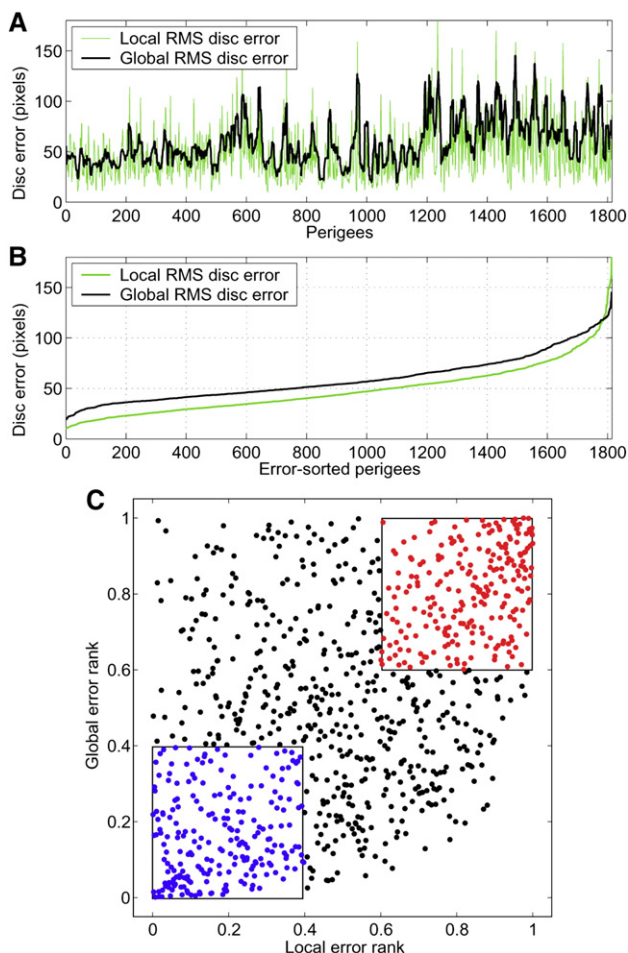 A
Local RMS disc error
Global RMS disc error
Disc error (pixels)
150
100
50
0
0 200 400 600 800 1000 1200 1400 1600 1800
Perigees
B
Local RMS disc error
Global RMS disc error
Disc error (pixels)
150
100
50
0
0 200 400 600 800 1000 1200 1400 1600 1800
Error-sorted perigees
C
Global error rank
1
0.8
0.6
0.4
0.2
0
0 0.2 0.4 0.6 0.8 1
Local error rank